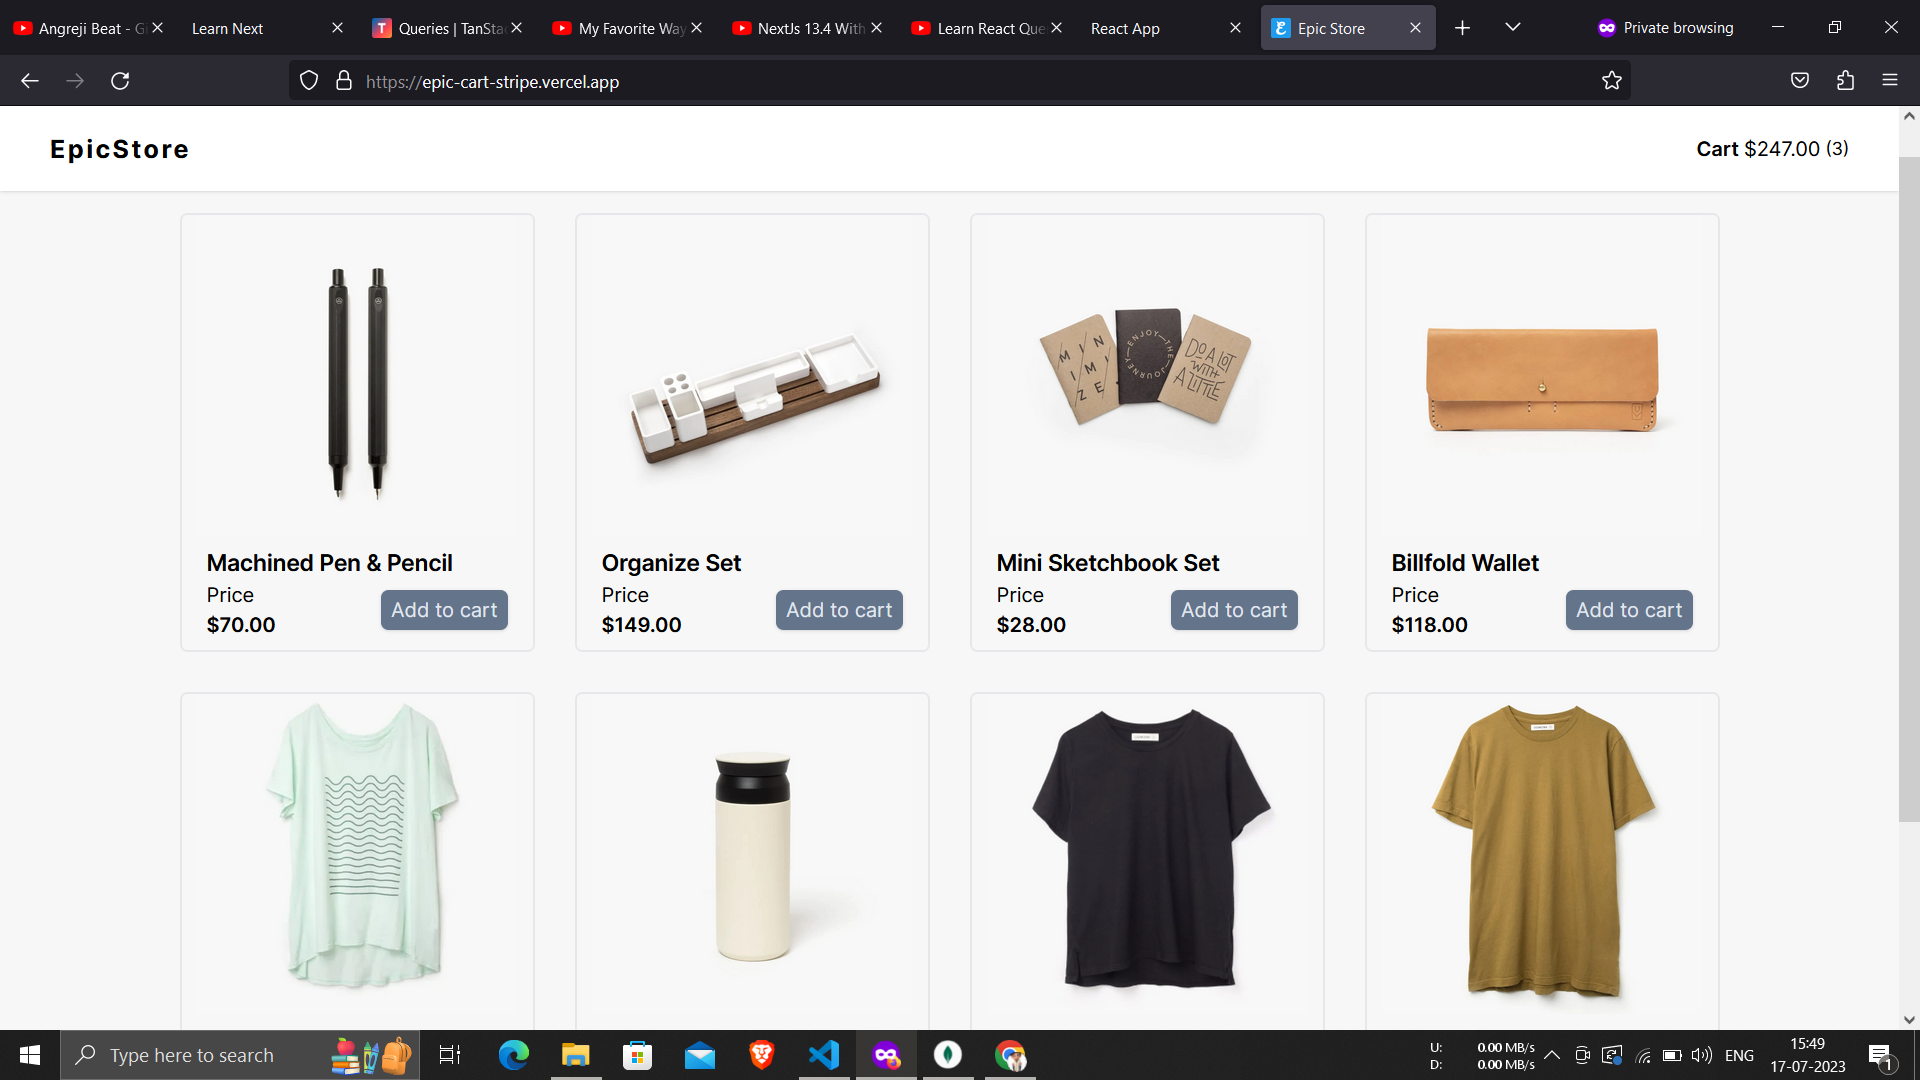 Angreji Beat - Gl
Learn Next
Queries | TanSta
My Favorite Way
NextJs 13.4 With
Learn React Que
React App
Epic Store
Private browsing
https://epic-cart-stripe.vercel.app
EpicStore
Cart $247.00 (3)
MINIMIZE
ENJOY THE JOURNEY
DO A LOT
WITH
A LITTLE
Machined Pen & Pencil
Price
$70.00
Add to cart
Organize Set
Price
$149.00
Add to cart
Mini Sketchbook Set
Price
$28.00
Add to cart
Billfold Wallet
Price
$118.00
Add to cart
Type here to search
U: 0.00 MB/s
D: 0.00 MB/s
ENG
15:49
17-07-2023
1